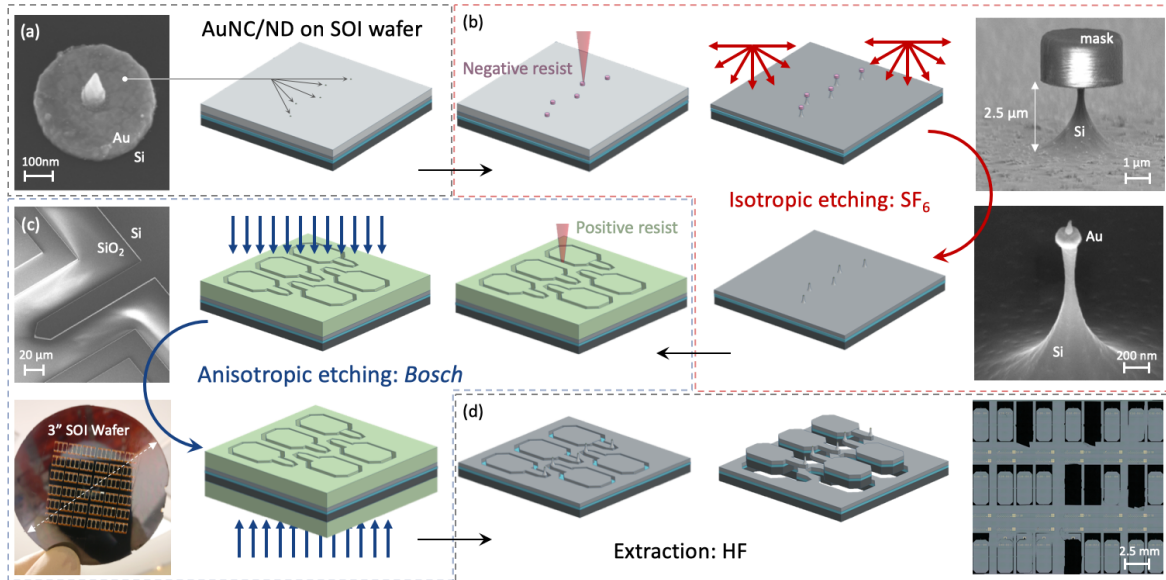 (a)
AuNC/ND on SOI wafer
Au
Si
100nm
(b)
Negative resist
mask
2.5 µm
Si
1 µm
Isotropic etching: SF6
Au
Si
200 nm
(c)
Si
SiO2
20 µm
Positive resist
Anisotropic etching: Bosch
3” SOI Wafer
(d)
Extraction: HF
2.5 mm